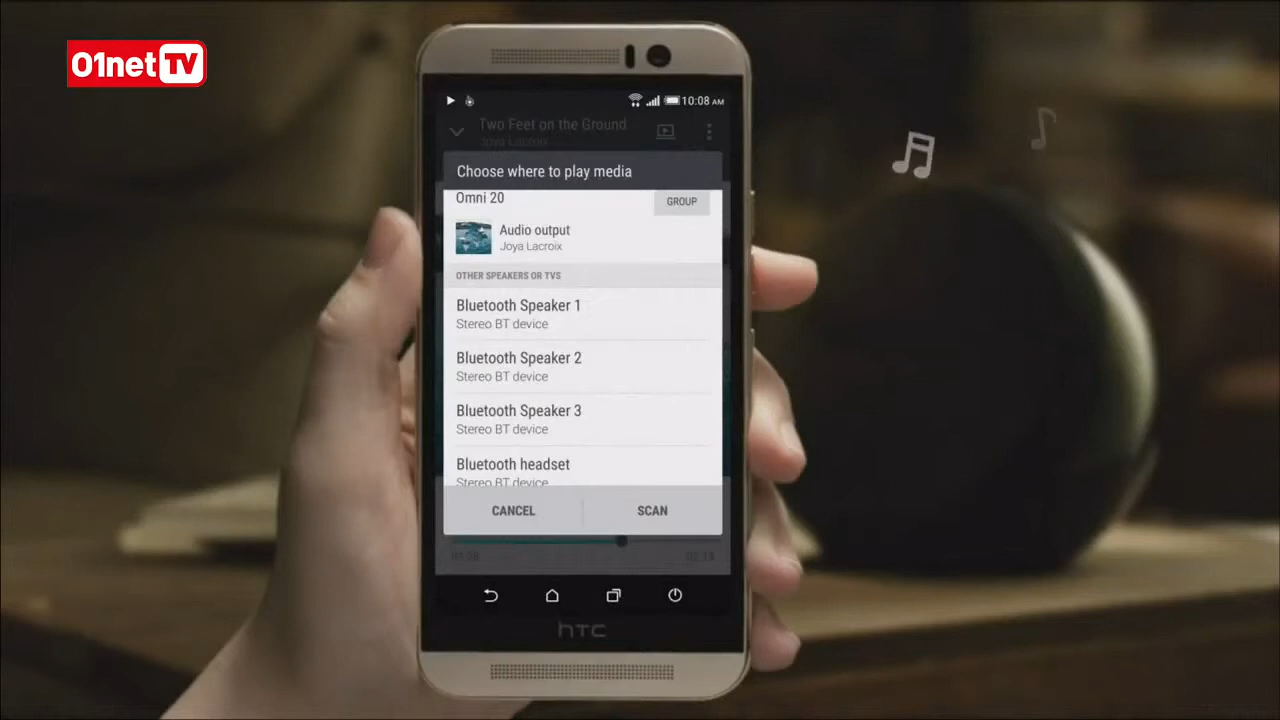 01net TV
10:08 AM
Two Feet on the Ground
Joya Lacroix
Choose where to play media
Omni 20
GROUP
Audio output
Joya Lacroix
OTHER SPEAKERS OR TVS
Bluetooth Speaker 1
Stereo BT device
Bluetooth Speaker 2
Stereo BT device
Bluetooth Speaker 3
Stereo BT device
Bluetooth headset
Stereo BT device
CANCEL
SCAN
hTC